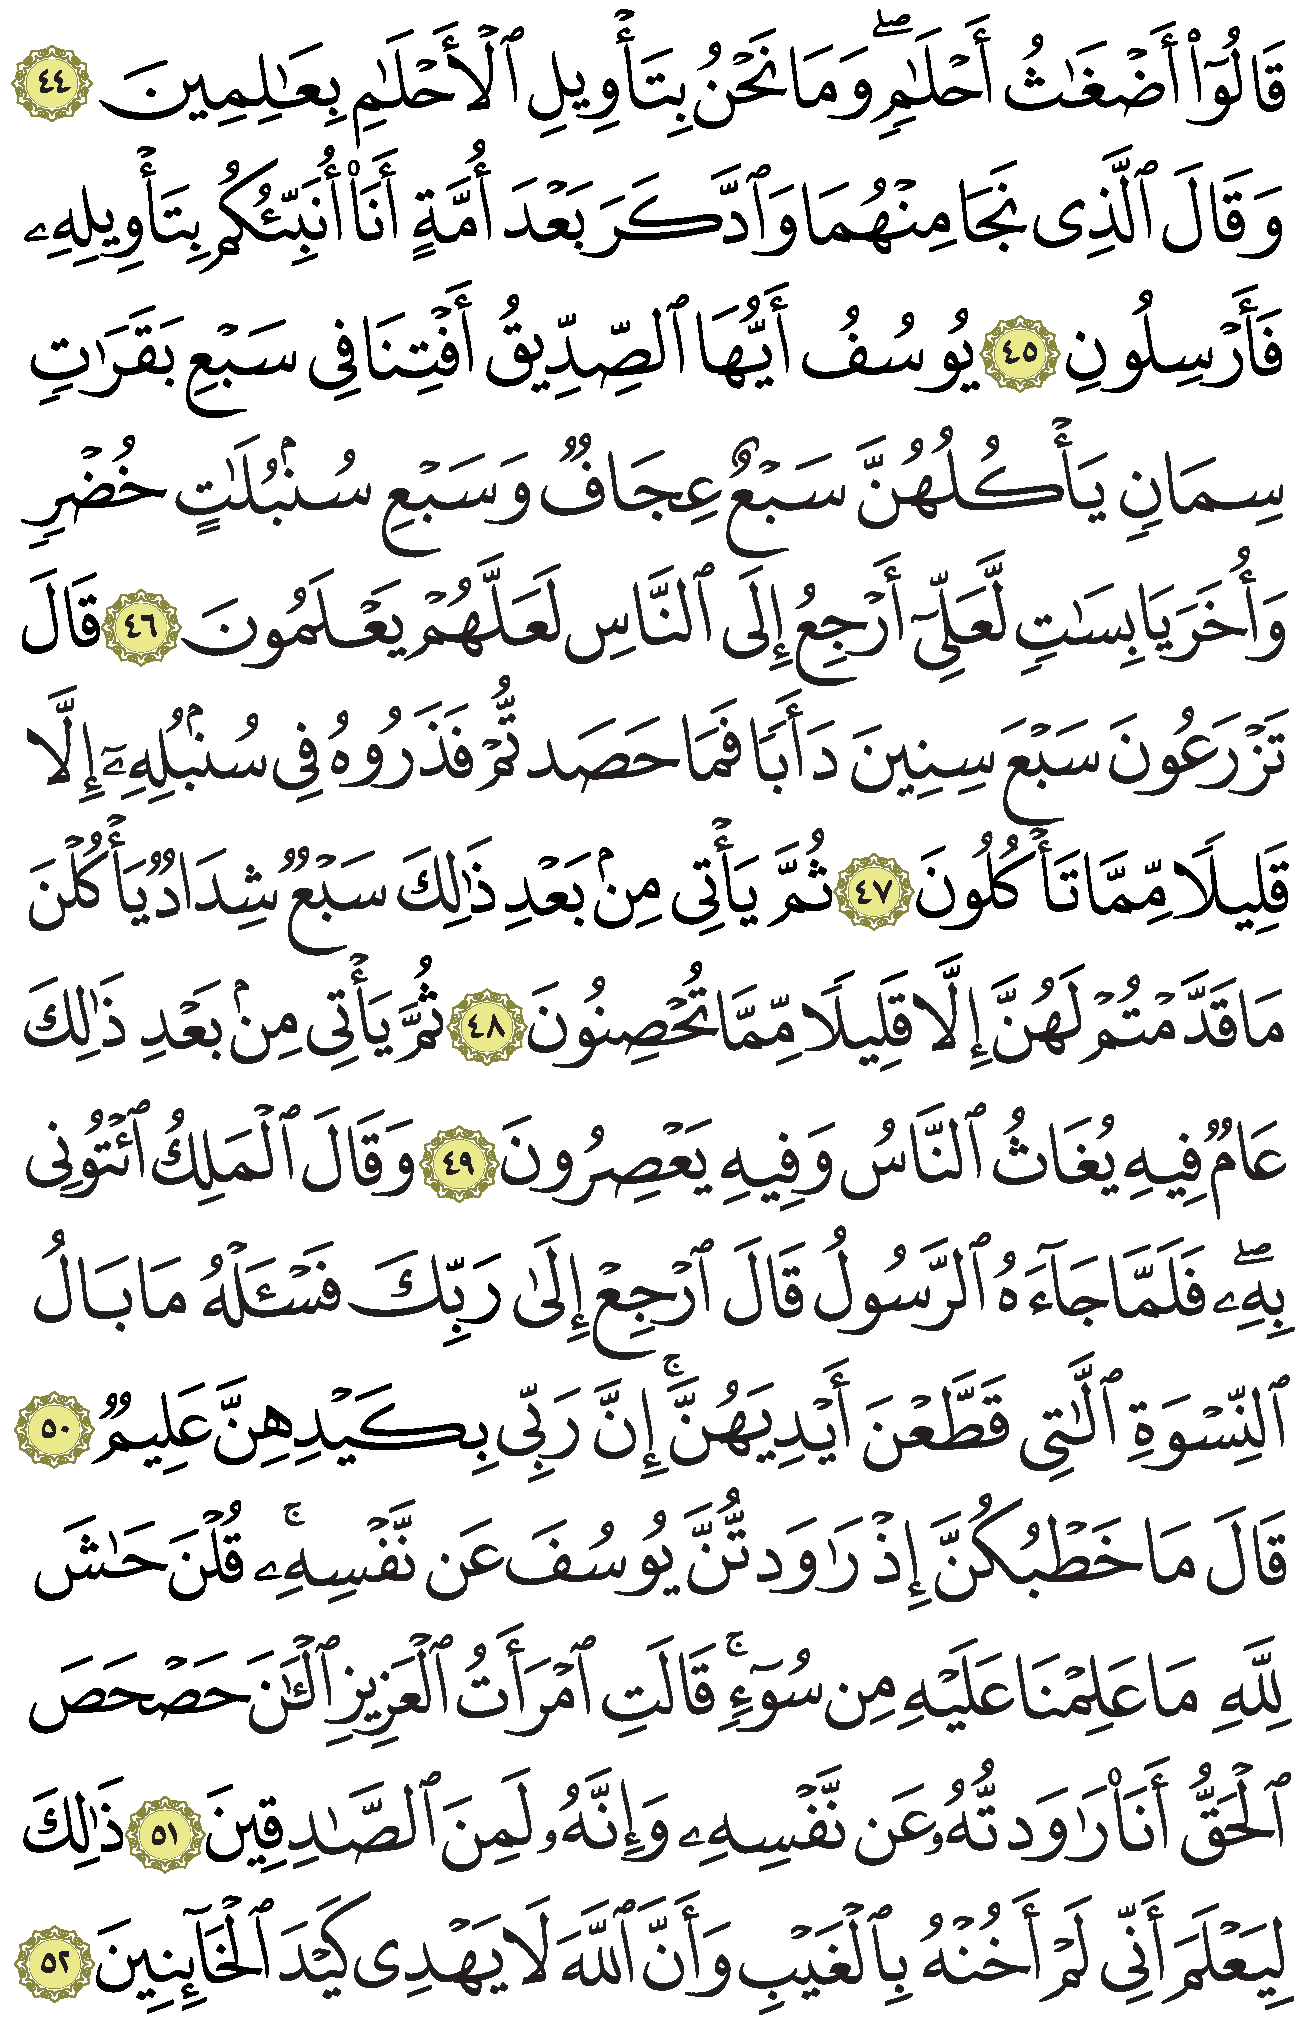 قَالُوٓا۟ أَضْغَـٰثُ أَحْلَـٰمٍۢ ۖ وَمَا نَحْنُ بِتَأْوِيلِ ٱلْأَحْلَـٰمِ بِعَـٰلِمِينَ ٤٤
وَقَالَ ٱلَّذِى نَجَا مِنْهُمَا وَٱدَّكَرَ بَعْدَ أُمَّةٍ أَنَا۠ أُنَبِّئُكُم بِتَأْوِيلِهِۦ
فَأَرْسِلُونِ ٤٥ يُوسُفُ أَيُّهَا ٱلصِّدِّيقُ أَفْتِنَا فِى سَبْعِ بَقَرَٰتٍۢ
سِمَانٍۢ يَأْكُلُهُنَّ سَبْعٌ عِجَافٌۭ وَسَبْعِ سُنۢبُلَـٰتٍ خُضْرٍۢ
وَأُخَرَ يَابِسَـٰتٍۢ لَّعَلِّىٓ أَرْجِعُ إِلَى ٱلنَّاسِ لَعَلَّهُمْ يَعْلَمُونَ ٤٦ قَالَ
تَزْرَعُونَ سَبْعَ سِنِينَ دَأَبًۭا فَمَا حَصَدتُّمْ فَذَرُوهُ فِى سُنۢبُلِهِۦٓ إِلَّا
قَلِيلًۭا مِّمَّا تَأْكُلُونَ ٤٧ ثُمَّ يَأْتِى مِنۢ بَعْدِ ذَٰلِكَ سَبْعٌۭ شِدَادٌۭ يَأْكُلْنَ
مَا قَدَّمْتُمْ لَهُنَّ إِلَّا قَلِيلًۭا مِّمَّا تُحْصِنُونَ ٤٨ ثُمَّ يَأْتِى مِنۢ بَعْدِ ذَٰلِكَ
عَامٌۭ فِيهِ يُغَاثُ ٱلنَّاسُ وَفِيهِ يَعْصِرُونَ ٤٩ وَقَالَ ٱلْمَلِكُ ٱئْتُونِى
بِهِۦ ۖ فَلَمَّا جَآءَهُ ٱلرَّسُولُ قَالَ ٱرْجِعْ إِلَىٰ رَبِّكَ فَسْـَٔلْهُ مَا بَالُ
ٱلنِّسْوَةِ ٱلَّـٰتِى قَطَّعْنَ أَيْدِيَهُنَّ ۚ إِنَّ رَبِّى بِكَيْدِهِنَّ عَلِيمٌۭ ٥٠
قَالَ مَا خَطْبُكُنَّ إِذْ رَٰوَدتُّنَّ يُوسُفَ عَن نَّفْسِهِۦ ۚ قُلْنَ حَـٰشَ
لِلَّهِ مَا عَلِمْنَا عَلَيْهِ مِن سُوٓءٍۢ ۚ قَالَتِ ٱمْرَأَتُ ٱلْعَزِيزِ ٱلْـَٔـٰنَ حَصْحَصَ
ٱلْحَقُّ أَنَا۠ رَٰوَدتُّهُۥ عَن نَّفْسِهِۦ وَإِنَّهُۥ لَمِنَ ٱلصَّـٰدِقِينَ ٥١ ذَٰلِكَ
لِيَعْلَمَ أَنِّى لَمْ أَخُنْهُ بِٱلْغَيْبِ وَأَنَّ ٱللَّهَ لَا يَهْدِى كَيْدَ ٱلْخَآئِنِينَ ٥٢